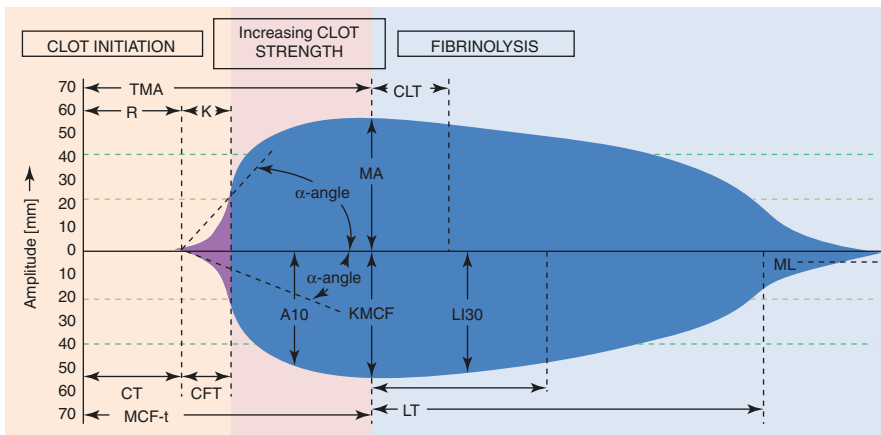 CLOT INITIATION
Increasing CLOT
STRENGTH
FIBRINOLYSIS
70
TMA
CLT
60
R
K
50
40
MA
30
α-angle
20
10
0
Amplitude [mm]
ML
10
α-angle
20
A10
KMCF
LI30
30
40
50
CT
CFT
60
LT
70
MCF-t